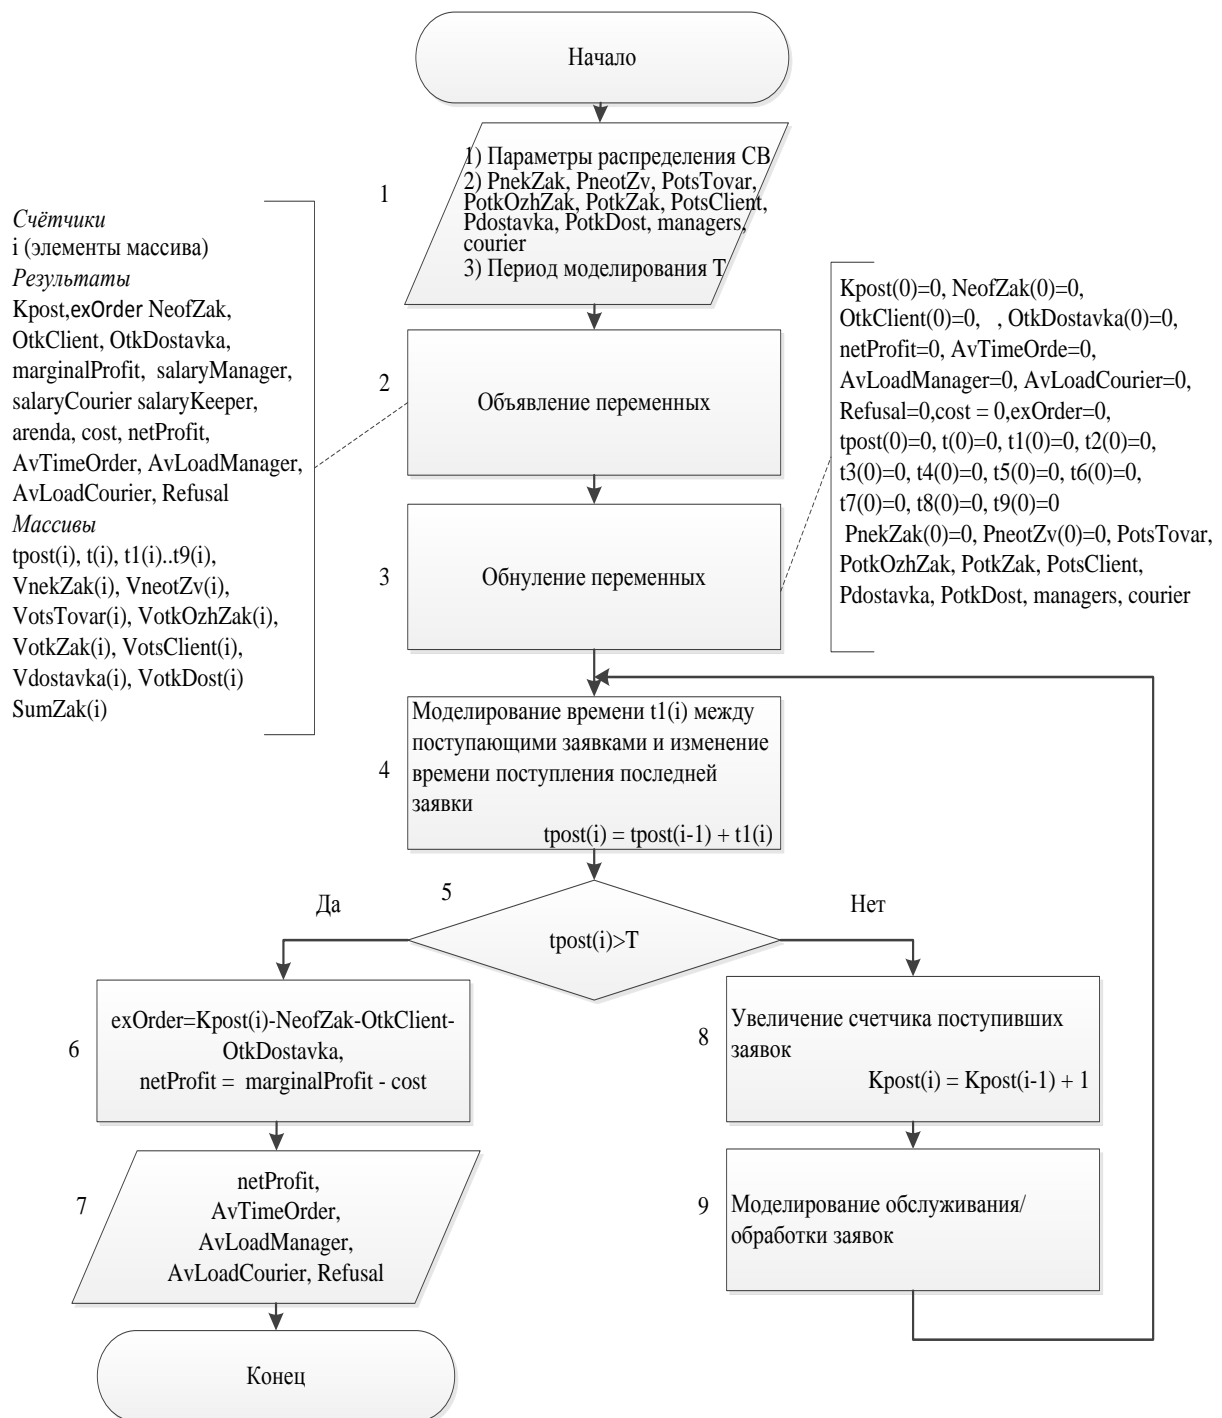 Начало
1
1) Параметры распределения СВ
2) PnekZak, PneotZv, PotsTovar,
PotkOzhZak, PotkZak, PotsClient,
Pdostavka, PotkDost, managers,
courier
3) Период моделирования Т
Счётчики
i (элементы массива)
Результаты
Kpost,exOrder NeofZak,
OtkClient, OtkDostavka,
marginalProfit, salaryManager,
salaryCourier salaryKeeper,
arenda, cost, netProfit,
AvTimeOrder, AvLoadManager,
AvLoadCourier, Refusal
Массивы
tpost(i), t(i), t1(i)..t9(i),
VnekZak(i), VneotZv(i),
VotsTovar(i), VotkOzhZak(i),
VotkZak(i), VotsClient(i),
Vdostavka(i), VotkDost(i)
SumZak(i)
2
Объявление переменных
3
Обнуление переменных
Kpost(0)=0, NeofZak(0)=0,
OtkClient(0)=0, , OtkDostavka(0)=0,
netProfit=0, AvTimeOrde=0,
AvLoadManager=0, AvLoadCourier=0,
Refusal=0,cost = 0,exOrder=0,
tpost(0)=0, t(0)=0, t1(0)=0, t2(0)=0,
t3(0)=0, t4(0)=0, t5(0)=0, t6(0)=0,
t7(0)=0, t8(0)=0, t9(0)=0
PnekZak(0)=0, PneotZv(0)=0, PotsTovar,
PotkOzhZak, PotkZak, PotsClient,
Pdostavka, PotkDost, managers, courier
4
Моделирование времени t1(i) между
поступающими заявками и изменение
времени поступления последней
заявки
tpost(i) = tpost(i-1) + t1(i)
5
Да
Нет
tpost(i)>T
6
exOrder=Kpost(i)-NeofZak-OtkClient-
OtkDostavka,
netProfit = marginalProfit - cost
8
Увеличение счетчика поступивших
заявок
Kpost(i) = Kpost(i-1) + 1
7
netProfit,
AvTimeOrder,
AvLoadManager,
AvLoadCourier, Refusal
9
Моделирование обслуживания/
обработки заявок
Конец